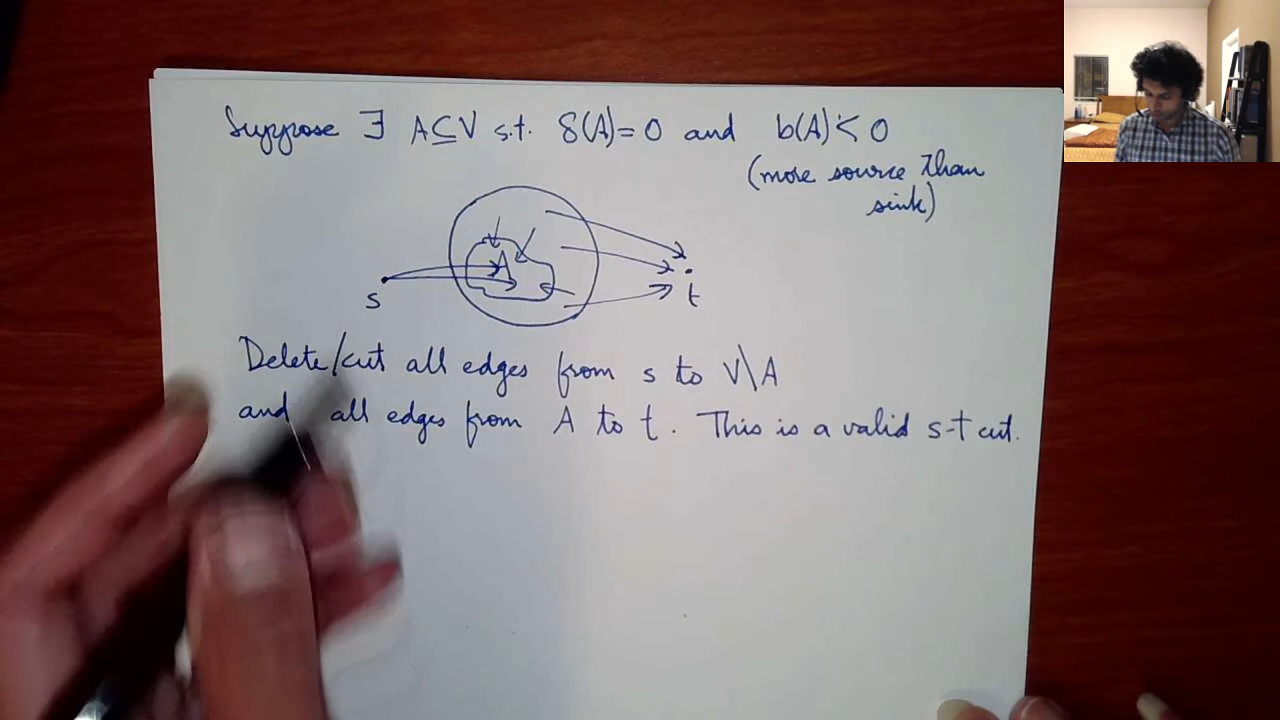 Suppose ∃ A⊆V s.t. δ(A)=0 and b(A)<0
(more source than
sink)
A
s
t
Delete/cut all edges from s to V\A
and all edges from A to t. This is a valid s-t cut.